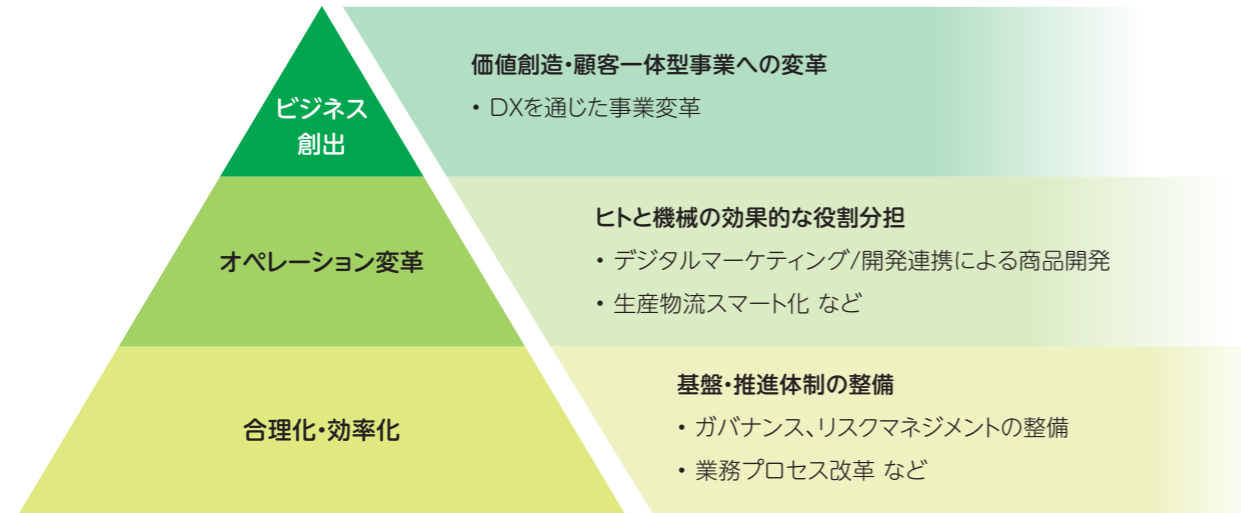 ビジネス
創出
価値創造・顧客一体型事業への変革
・ DXを通じた事業変革
オペレーション変革
ヒトと機械の効果的な役割分担
・ デジタルマーケティング/開発連携による商品開発
・ 生産物流スマート化 など
合理化・効率化
基盤・推進体制の整備
・ ガバナンス、リスクマネジメントの整備
・ 業務プロセス改革 など